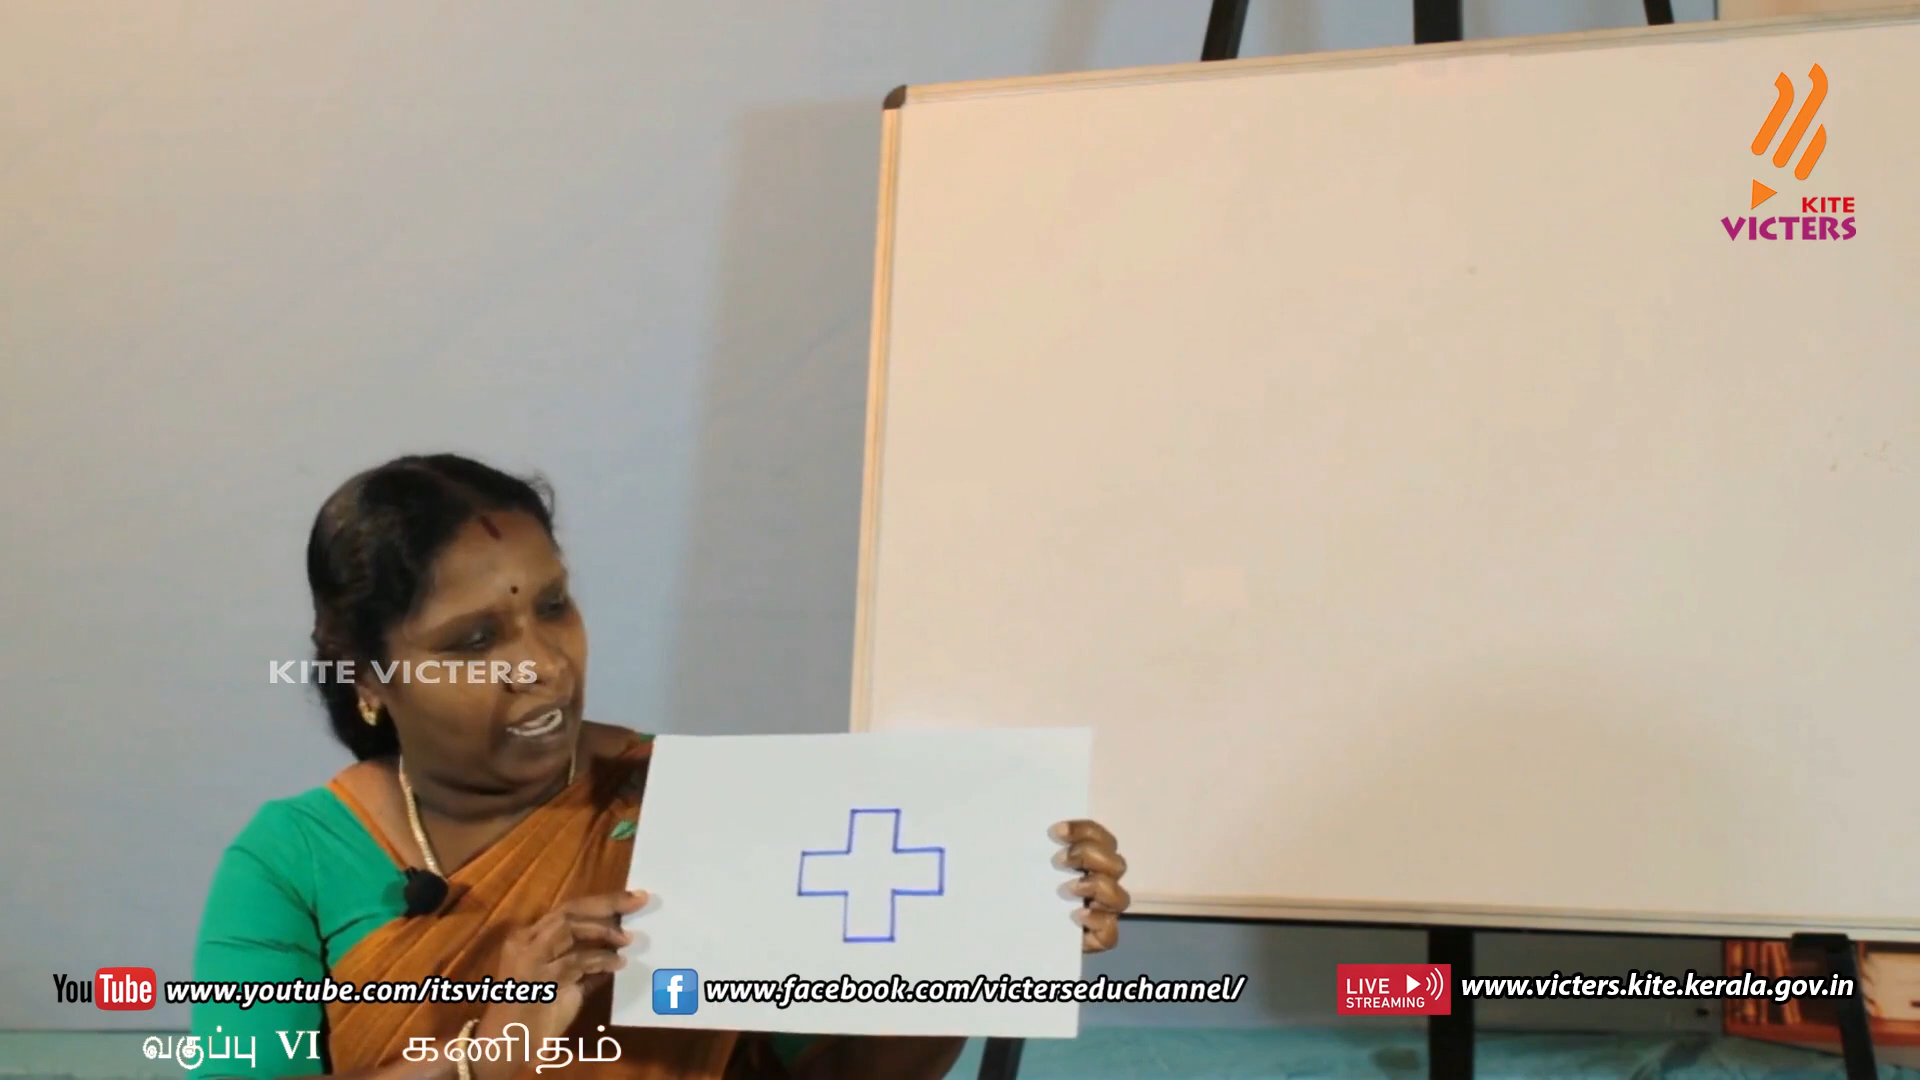 KITE
VICTERS
KITE VICTERS
YouTube www.youtube.com/itsvicters
f www.facebook.com/victerseduchannel/
LIVE STREAMING www.victers.kite.kerala.gov.in
வகுப்பு VI கணிதம்